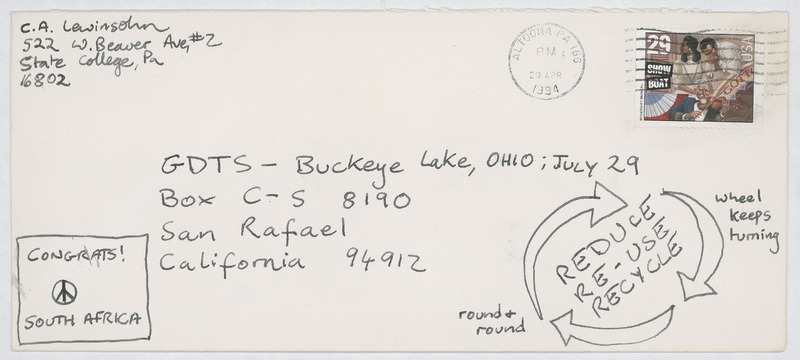 C.A. Lewinsohn
522 W. Beaver Ave, #2
State College, Pa
16802
ALTOONA PA 166
PM
29 APR
1994
29
USA
SHOW
BOAT
GDTS - Buckeye Lake, OHIO; JULY 29
Box C-S 8190
San Rafael
California 94912
CONGRATS!
SOUTH AFRICA
REDUCE
RE-USE
RECYCLE
wheel
keeps
turning
round &
round